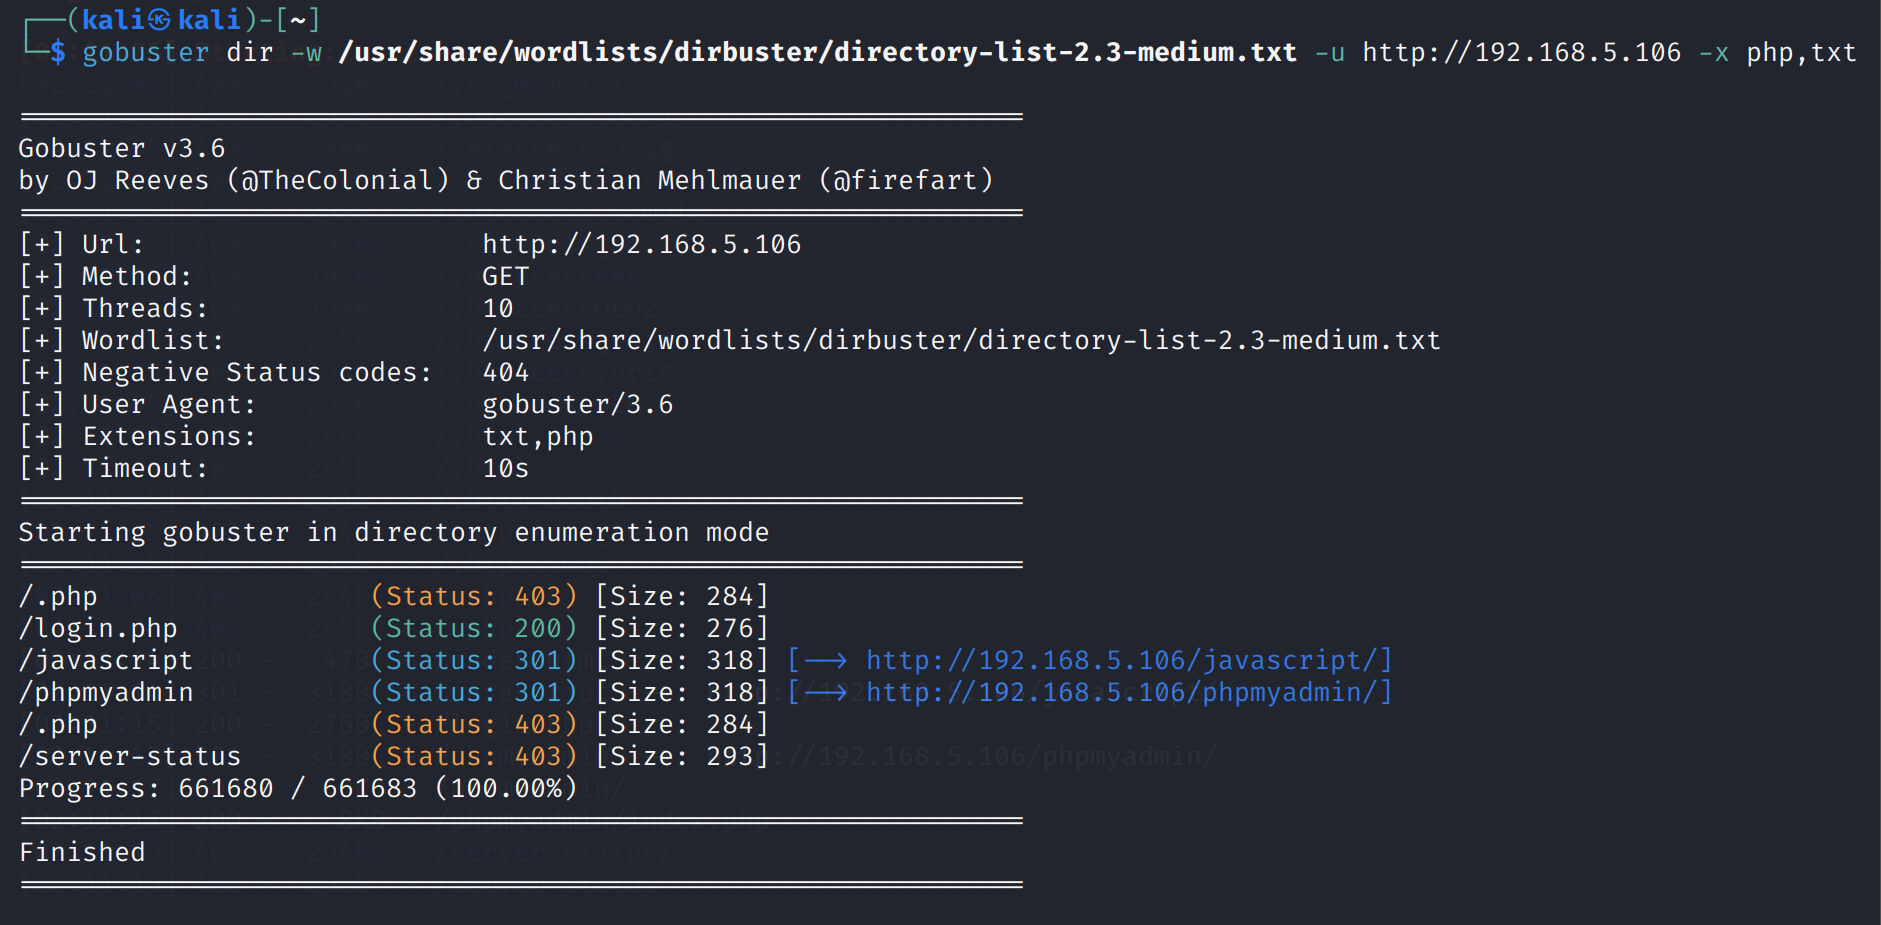 ┌──(kali㉿kali)-[~]
└─$ gobuster dir -w /usr/share/wordlists/dirbuster/directory-list-2.3-medium.txt -u http://192.168.5.106 -x php,txt
===============================================================
Gobuster v3.6
by OJ Reeves (@TheColonial) & Christian Mehlmauer (@firefart)
===============================================================
[+] Url:                     http://192.168.5.106
[+] Method:                  GET
[+] Threads:                 10
[+] Wordlist:                /usr/share/wordlists/dirbuster/directory-list-2.3-medium.txt
[+] Negative Status codes:   404
[+] User Agent:              gobuster/3.6
[+] Extensions:              txt,php
[+] Timeout:                 10s
===============================================================
Starting gobuster in directory enumeration mode
===============================================================
/.php                 (Status: 403) [Size: 284]
/login.php            (Status: 200) [Size: 276]
/javascript           (Status: 301) [Size: 318] [--> http://192.168.5.106/javascript/]
/phpmyadmin           (Status: 301) [Size: 318] [--> http://192.168.5.106/phpmyadmin/]
/.php                 (Status: 403) [Size: 284]
/server-status        (Status: 403) [Size: 293]
Progress: 661680 / 661683 (100.00%)
===============================================================
Finished
===============================================================